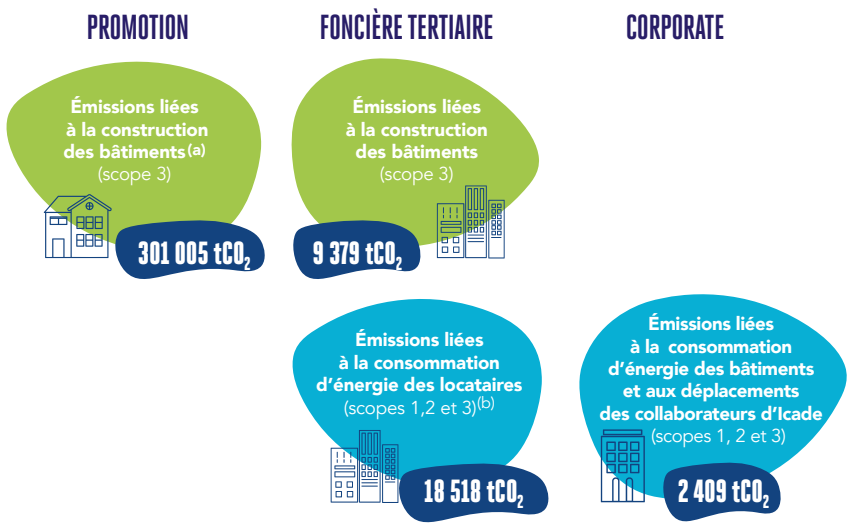 PROMOTION
FONCIÈRE TERTIAIRE
CORPORATE
Émissions liées
à la construction
des bâtiments(a)
(scope 3)
301 005 tCO₂
Émissions liées
à la construction
des bâtiments
(scope 3)
9 379 tCO₂
Émissions liées
à la consommation
d'énergie des locataires
(scopes 1,2 et 3)(b)
18 518 tCO₂
Émissions liées
à la consommation
d'énergie des bâtiments
et aux déplacements
des collaborateurs d'Icade
(scopes 1, 2 et 3)
2 409 tCO₂